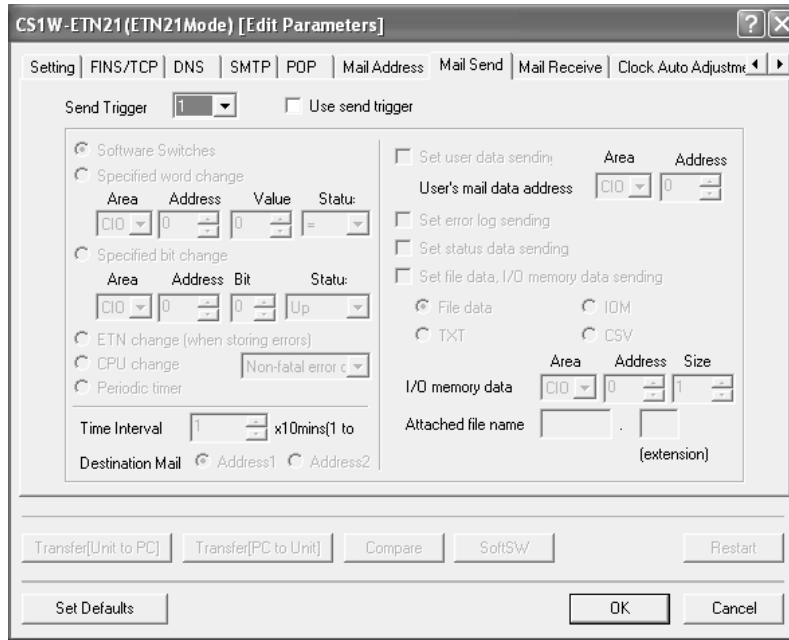 CS1W-ETN21(ETN21Mode) [Edit Parameters]
Setting FINS/TCP DNS SMTP POP Mail Address Mail Send Mail Receive Clock Auto Adjustme
Send Trigger 1 Use send trigger
Software Switches
Specified word change
Area Address Value Statu:
CIO 0 0 =
Specified bit change
Area Address Bit Statu:
CIO 0 0 Up
ETN change (when storing errors)
CPU change Non-fatal error c
Periodic timer
Time Interval 1 x10mins(1 to
Destination Mail Address1 Address2
Set user data sending Area Address
User's mail data address CIO 0
Set error log sending
Set status data sending
Set file data, I/O memory data sending
File data IOM
TXT CSV
Area Address Size
I/O memory data CIO 0 1
Attached file name .
(extension)
Transfer[Unit to PC] Transfer[PC to Unit] Compare SoftSW Restart
Set Defaults OK Cancel